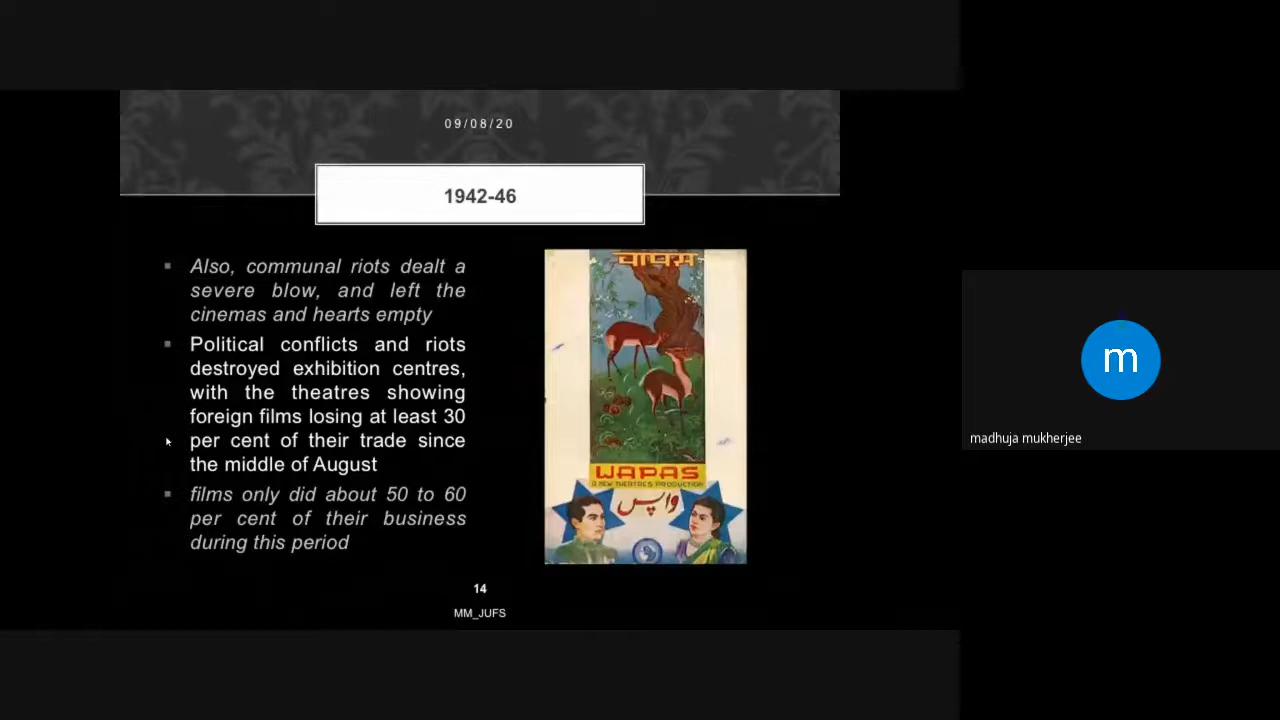 09/08/20
1942-46
Also, communal riots dealt a
severe blow, and left the
cinemas and hearts empty
Political conflicts and riots
destroyed exhibition centres,
with the theatres showing
foreign films losing at least 30
per cent of their trade since
the middle of August
films only did about 50 to 60
per cent of their business
during this period
वापस
WAPAS
A NEW THEATRES PRODUCTION
واپس
14
MM_JUFS
m
madhuja mukherjee